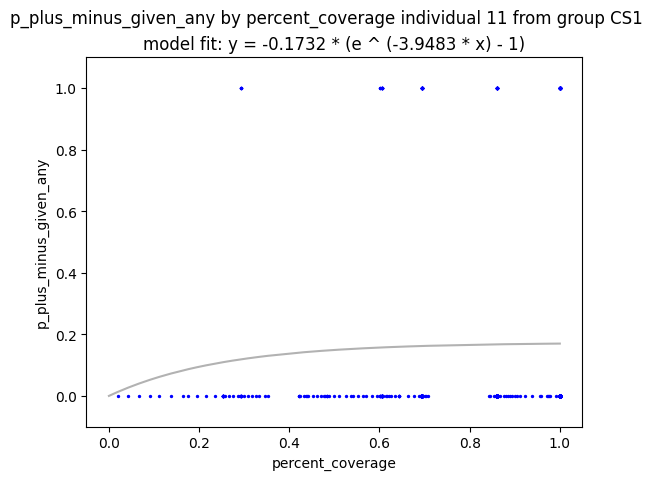 p_plus_minus_given_any by percent_coverage individual 11 from group CS1
model fit: y = -0.1732 * (e ^ (-3.9483 * x) - 1)
1.0
0.8
0.6
0.4
0.2
0.0
p_plus_minus_given_any
0.0 0.2 0.4 0.6 0.8 1.0
percent_coverage